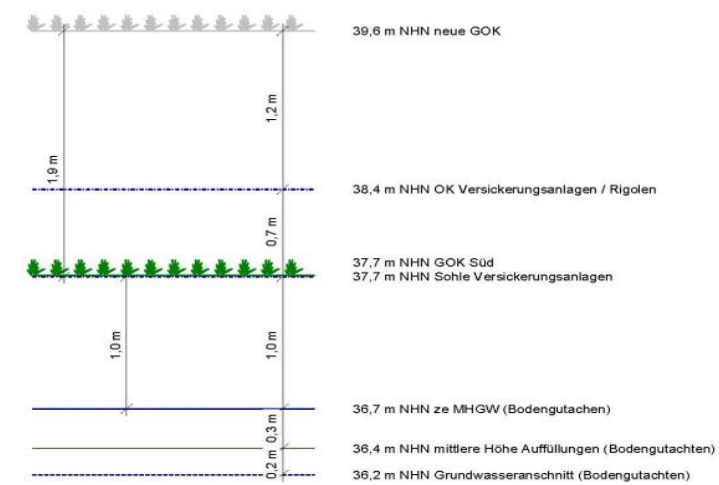 39,6 m NHN neue GOK
1,2 m
1,9 m
38,4 m NHN OK Versickerungsanlagen / Rigolen
0,7 m
37,7 m NHN GOK Süd
37,7 m NHN Sohle Versickerungsanlagen
1,0 m
1,0 m
36,7 m NHN ze MHGW (Bodengutachen)
0,3 m
36,4 m NHN mittlere Höhe Auffüllungen (Bodengutachten)
0,2 m
36,2 m NHN Grundwasseranschnitt (Bodengutachten)